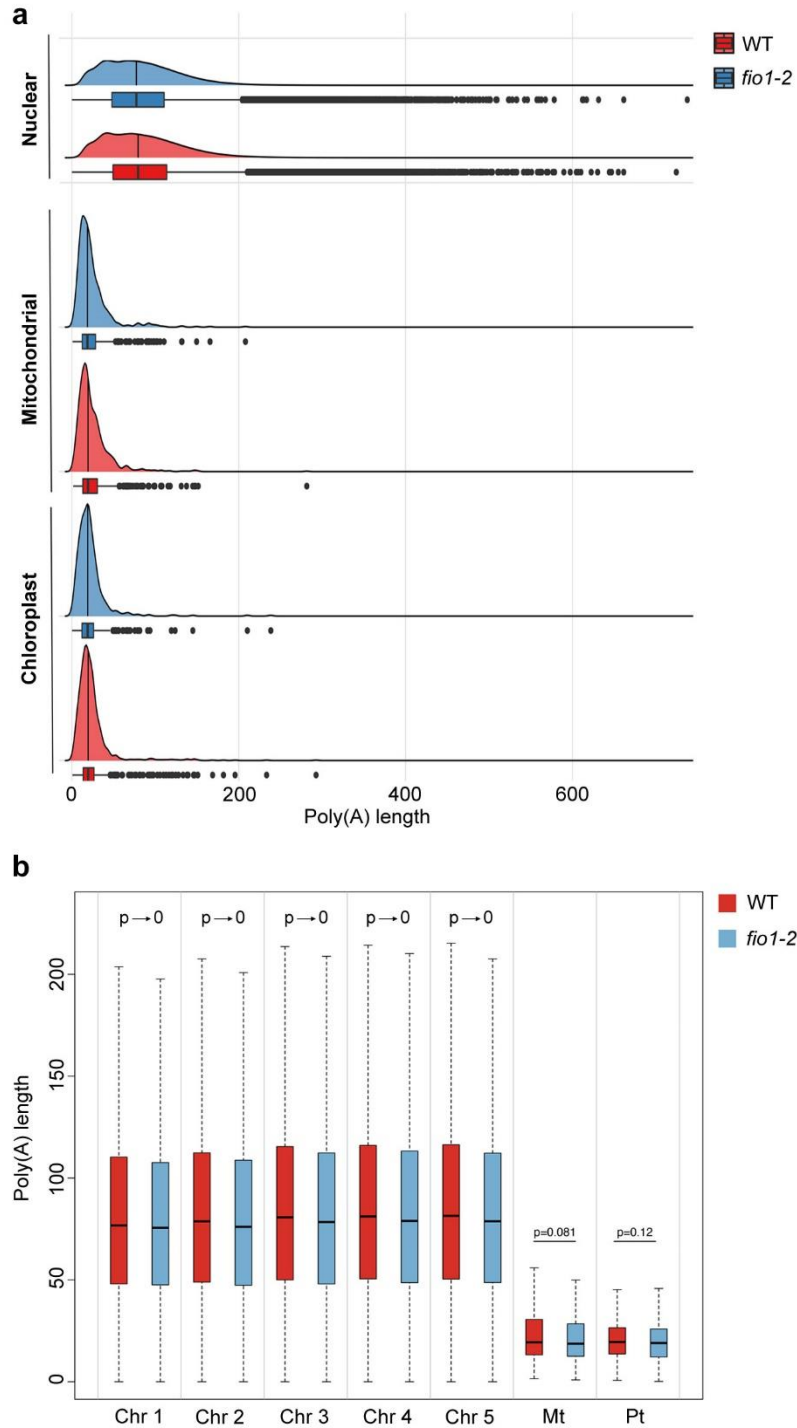 a
WT
fio1-2
Nuclear
Mitochondrial
Chloroplast
0 200 400 600
Poly(A) length
b
WT
fio1-2
p→0 p→0 p→0 p→0 p→0
200
150
100
50
0
Poly(A) length
p=0.081 p=0.12
Chr 1 Chr 2 Chr 3 Chr 4 Chr 5 Mt Pt